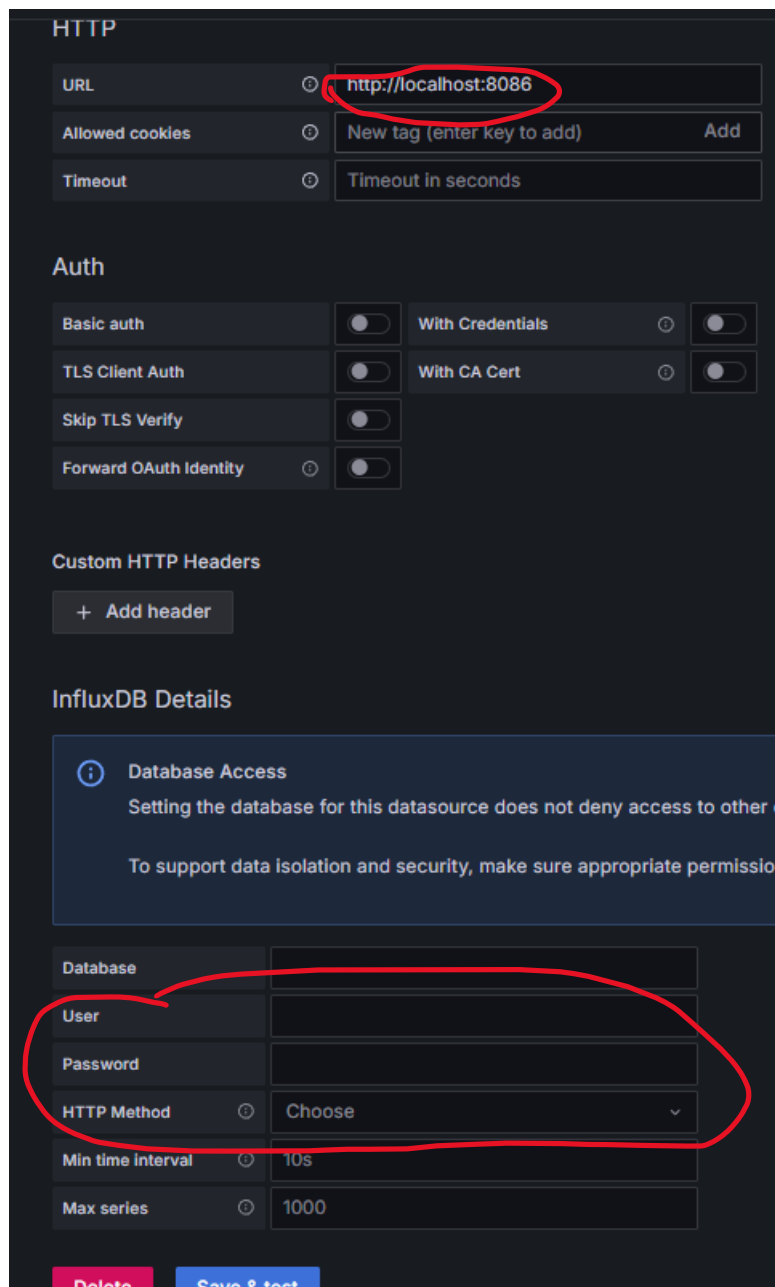 HTTP
URL http://localhost:8086
Allowed cookies New tag (enter key to add) Add
Timeout Timeout in seconds
Auth
Basic auth With Credentials
TLS Client Auth With CA Cert
Skip TLS Verify
Forward OAuth Identity
Custom HTTP Headers
+ Add header
InfluxDB Details
Database Access
Setting the database for this datasource does not deny access to other
To support data isolation and security, make sure appropriate permissio
Database
User
Password
HTTP Method Choose
Min time interval 10s
Max series 1000
Delete Save & test